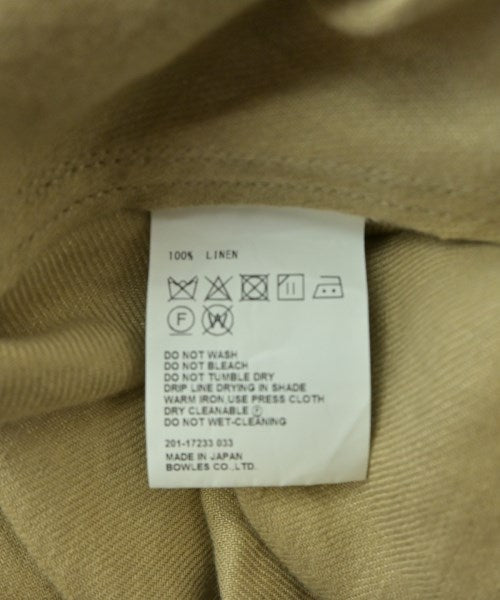 100% LINEN
F W
DO NOT WASH
DO NOT BLEACH
DO NOT TUMBLE DRY
DRIP LINE DRYING IN SHADE
WARM IRON,USE PRESS CLOTH
DRY CLEANABLE Ⓕ
DO NOT WET-CLEANING
201-17233 033
MADE IN JAPAN
BOWLES CO.,LTD.